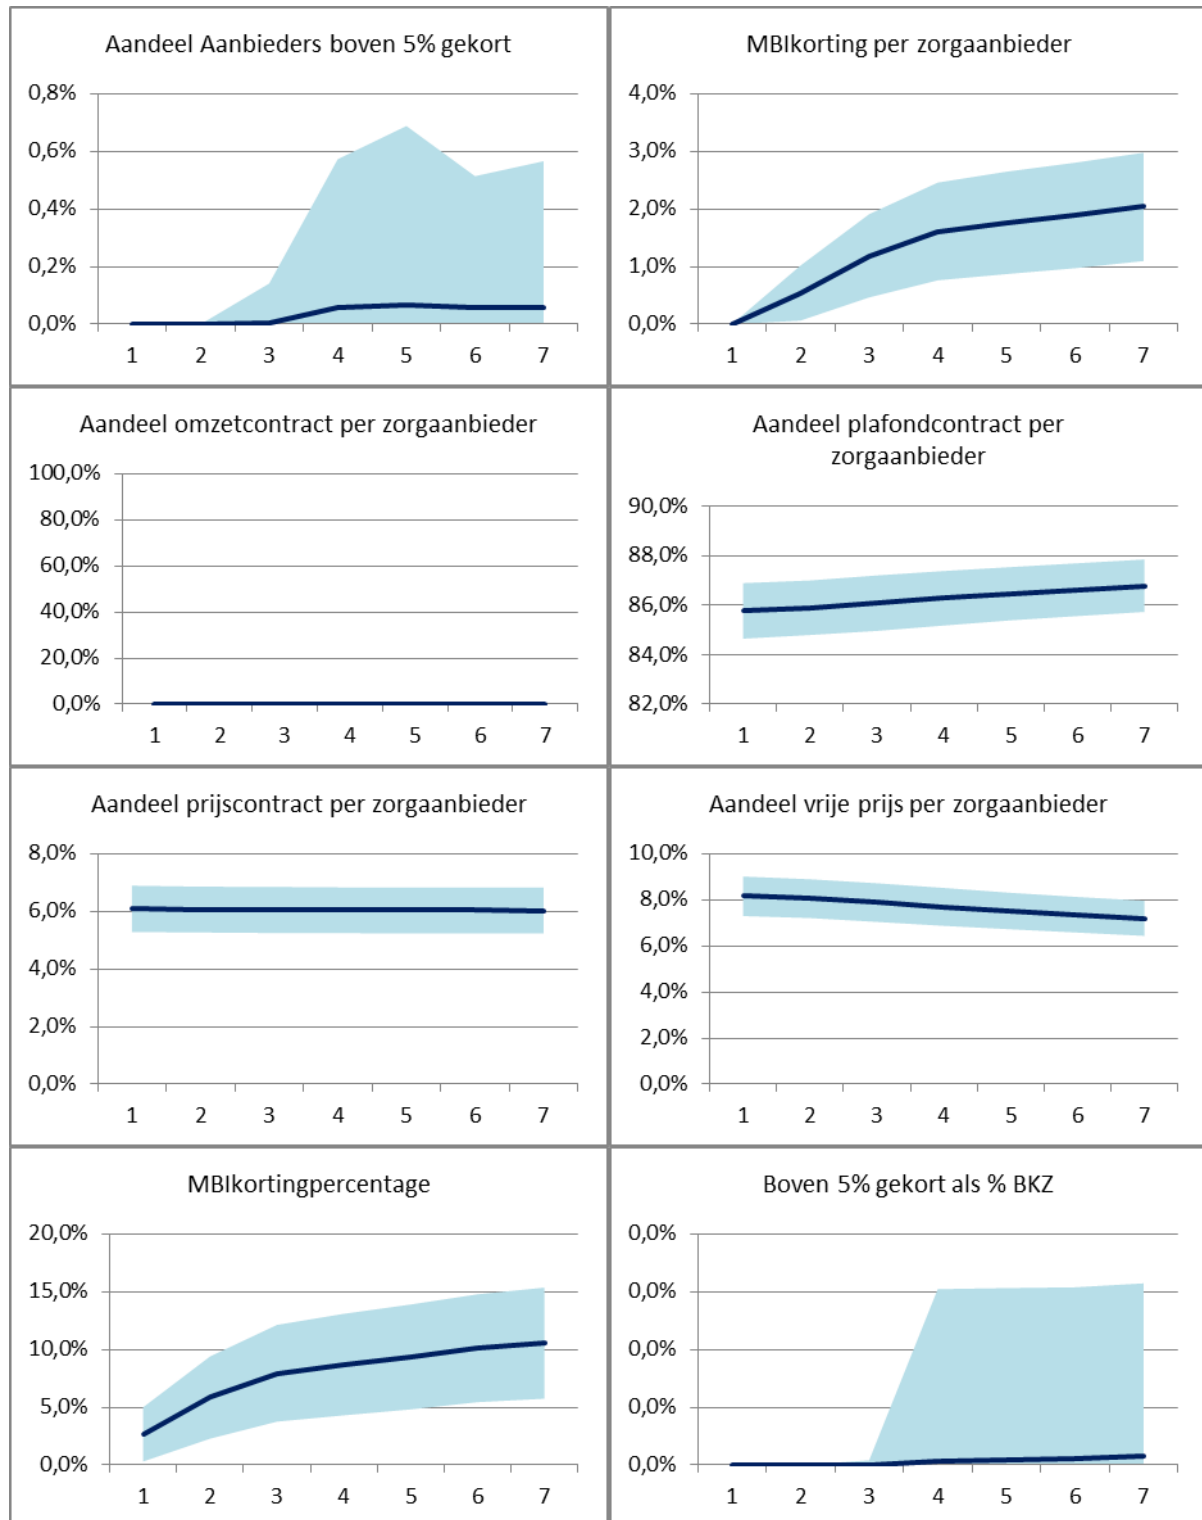 Aandeel Aanbieders boven 5% gekort
0,8%
0,6%
0,4%
0,2%
0,0%
1 2 3 4 5 6 7
MBIkorting per zorgaanbieder
4,0%
3,0%
2,0%
1,0%
0,0%
1 2 3 4 5 6 7
Aandeel omzetcontract per zorgaanbieder
100,0%
80,0%
60,0%
40,0%
20,0%
0,0%
1 2 3 4 5 6 7
Aandeel plafondcontract per
zorgaanbieder
90,0%
88,0%
86,0%
84,0%
82,0%
1 2 3 4 5 6 7
Aandeel prijscontract per zorgaanbieder
8,0%
6,0%
4,0%
2,0%
0,0%
1 2 3 4 5 6 7
Aandeel vrije prijs per zorgaanbieder
10,0%
8,0%
6,0%
4,0%
2,0%
0,0%
1 2 3 4 5 6 7
MBIkortingpercentage
20,0%
15,0%
10,0%
5,0%
0,0%
1 2 3 4 5 6 7
Boven 5% gekort als % BKZ
0,0%
0,0%
0,0%
0,0%
0,0%
1 2 3 4 5 6 7